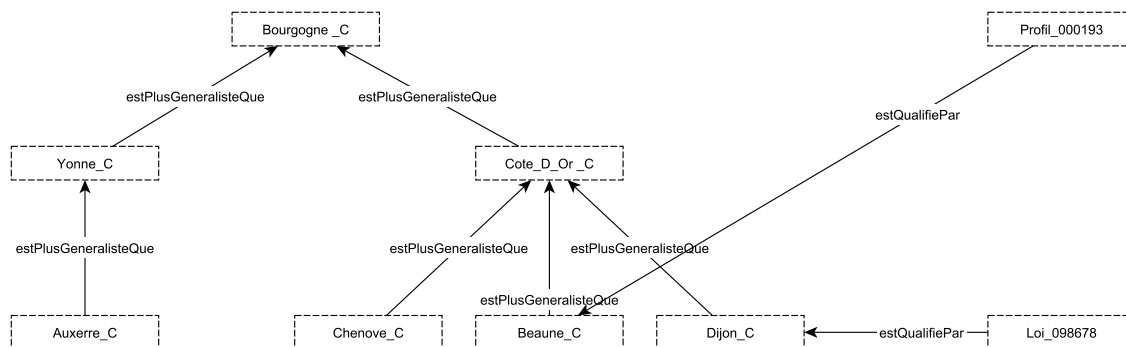 Bourgogne _C
Profil_000193
estPlusGeneralisteQue
estPlusGeneralisteQue
estQualifiePar
Yonne_C
Cote_D_Or _C
estPlusGeneralisteQue
estPlusGeneralisteQue
estPlusGeneralisteQue
estPlusGeneralisteQue
Auxerre_C
Chenove_C
Beaune_C
Dijon_C
estQualifiePar
Loi_098678